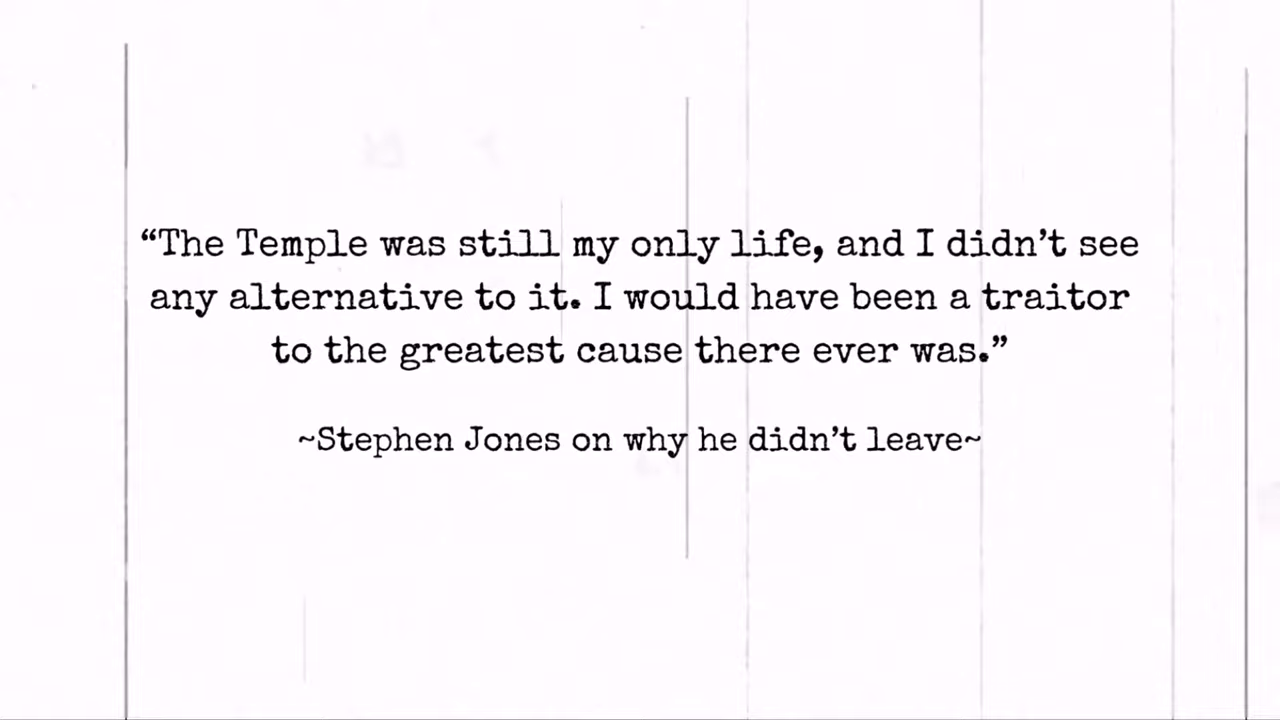 “The Temple was still my only life, and I didn’t see
any alternative to it. I would have been a traitor
to the greatest cause there ever was.”
~Stephen Jones on why he didn’t leave~